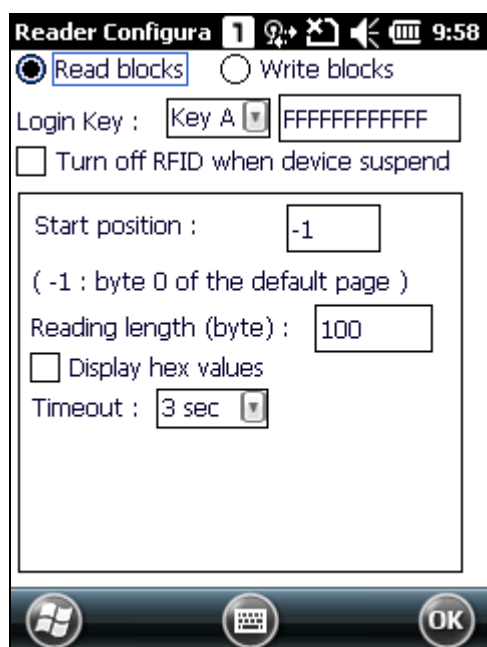 Reader Configura 1 9:58
Read blocks Write blocks
Login Key : Key A FFFFFFFFFFFF
Turn off RFID when device suspend
Start position : -1
( -1 : byte 0 of the default page )
Reading length (byte) : 100
Display hex values
Timeout : 3 sec
OK